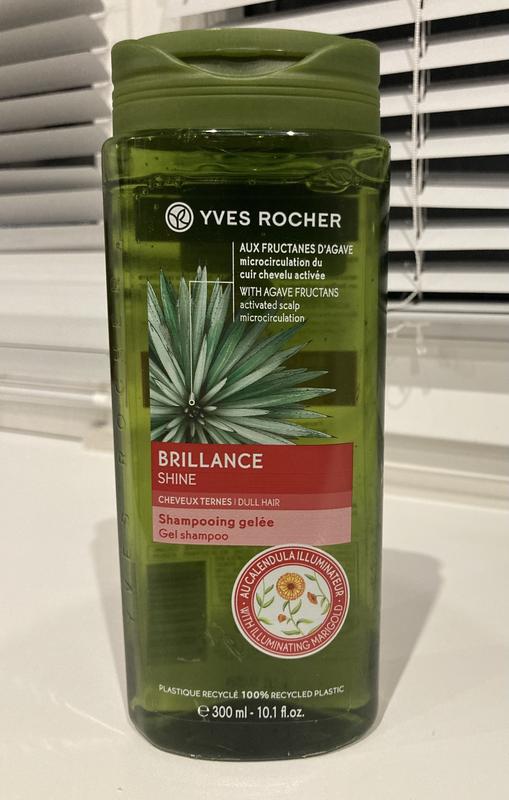 YVES ROCHER
AUX FRUCTANES D'AGAVE
microcirculation du
cuir chevelu activée
WITH AGAVE FRUCTANS
activated scalp
microcirculation
BRILLANCE
SHINE
CHEVEUX TERNES | DULL HAIR
Shampooing gelée
Gel shampoo
• AU CALENDULA ILLUMINATEUR •
WITH ILLUMINATING MARIGOLD
PLASTIQUE RECYCLÉ 100% RECYCLED PLASTIC
℮ 300 ml - 10.1 fl.oz.
YVES ROCHER